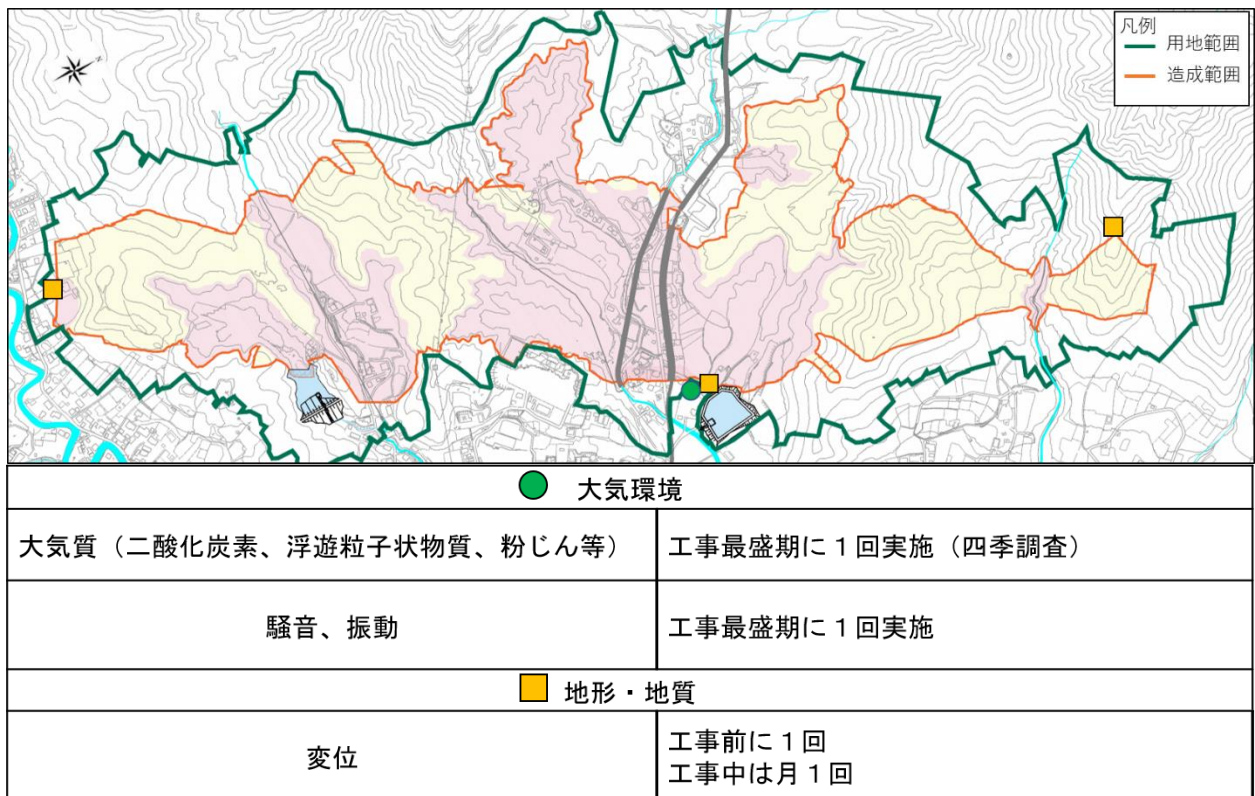 凡例
用地範囲
造成範囲
大気環境
大気質（二酸化炭素、浮遊粒子状物質、粉じん等）
工事最盛期に１回実施（四季調査）
騒音、振動
工事最盛期に１回実施
地形・地質
変位
工事前に１回
工事中は月１回